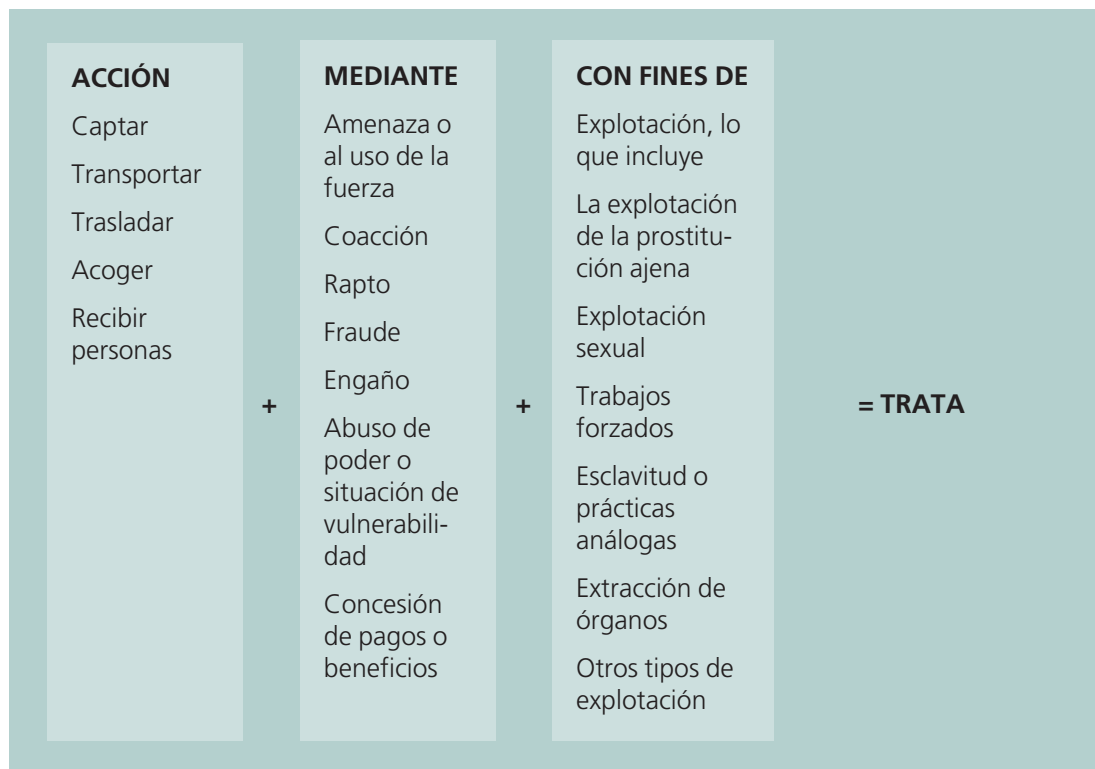 ACCIÓN
Captar
Transportar
Trasladar
Acoger
Recibir
personas
+
MEDIANTE
Amenaza o
al uso de la
fuerza
Coacción
Rapto
Fraude
Engaño
Abuso de
poder o
situación de
vulnerabili-
dad
Concesión
de pagos o
beneficios
+
CON FINES DE
Explotación, lo
que incluye
La explotación
de la prostitu-
ción ajena
Explotación
sexual
Trabajos
forzados
Esclavitud o
prácticas
análogas
Extracción de
órganos
Otros tipos de
explotación
= TRATA